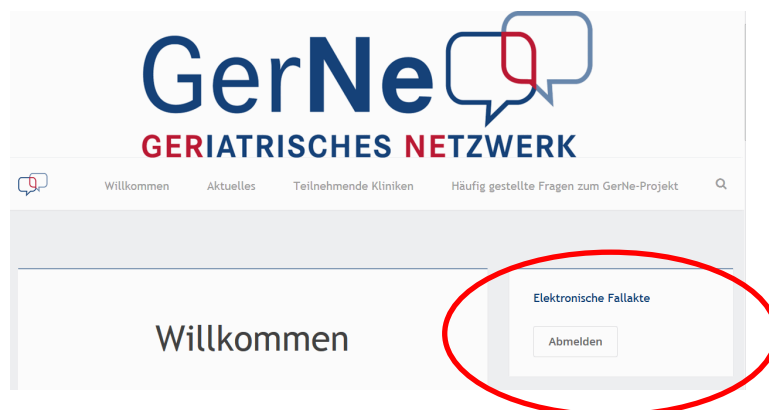 GerNe
GERIATRISCHES NETZWERK
Willkommen Aktuelles Teilnehmende Kliniken Häufig gestellte Fragen zum GerNe-Projekt
Elektronische Fallakte
Willkommen
Abmelden